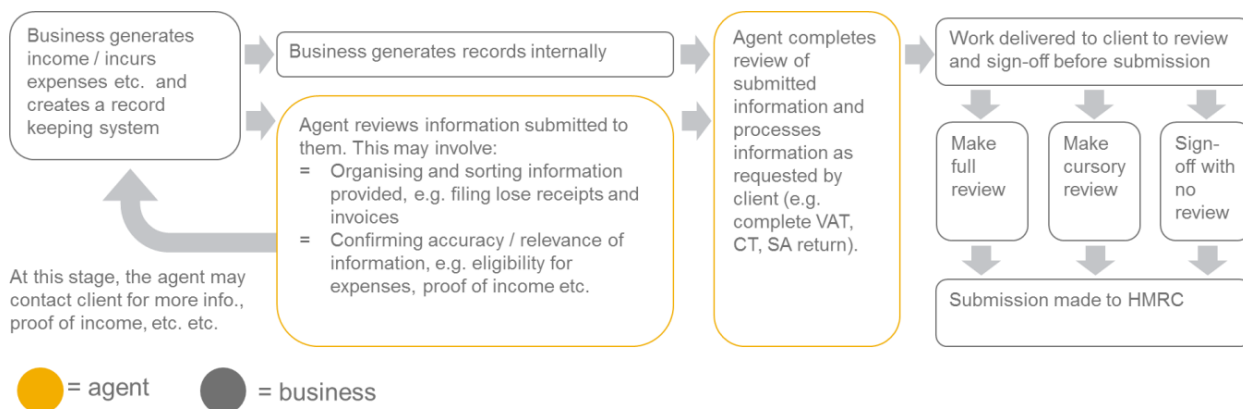 Business generates
income / incurs
expenses etc.  and
creates a record
keeping system
Business generates records internally
Agent reviews information submitted to
them. This may involve:
= Organising and sorting information
provided, e.g. filing lose receipts and
invoices
= Confirming accuracy / relevance of
information, e.g. eligibility for
expenses, proof of income etc.
At this stage, the agent may
contact client for more info.,
proof of income, etc. etc.
Agent completes
review of
submitted
information and
processes
information as
requested by
client (e.g.
complete VAT,
CT, SA return).
Work delivered to client to review
and sign-off before submission
Make
full
review
Make
cursory
review
Sign-
off with
no
review
Submission made to HMRC
= agent
= business